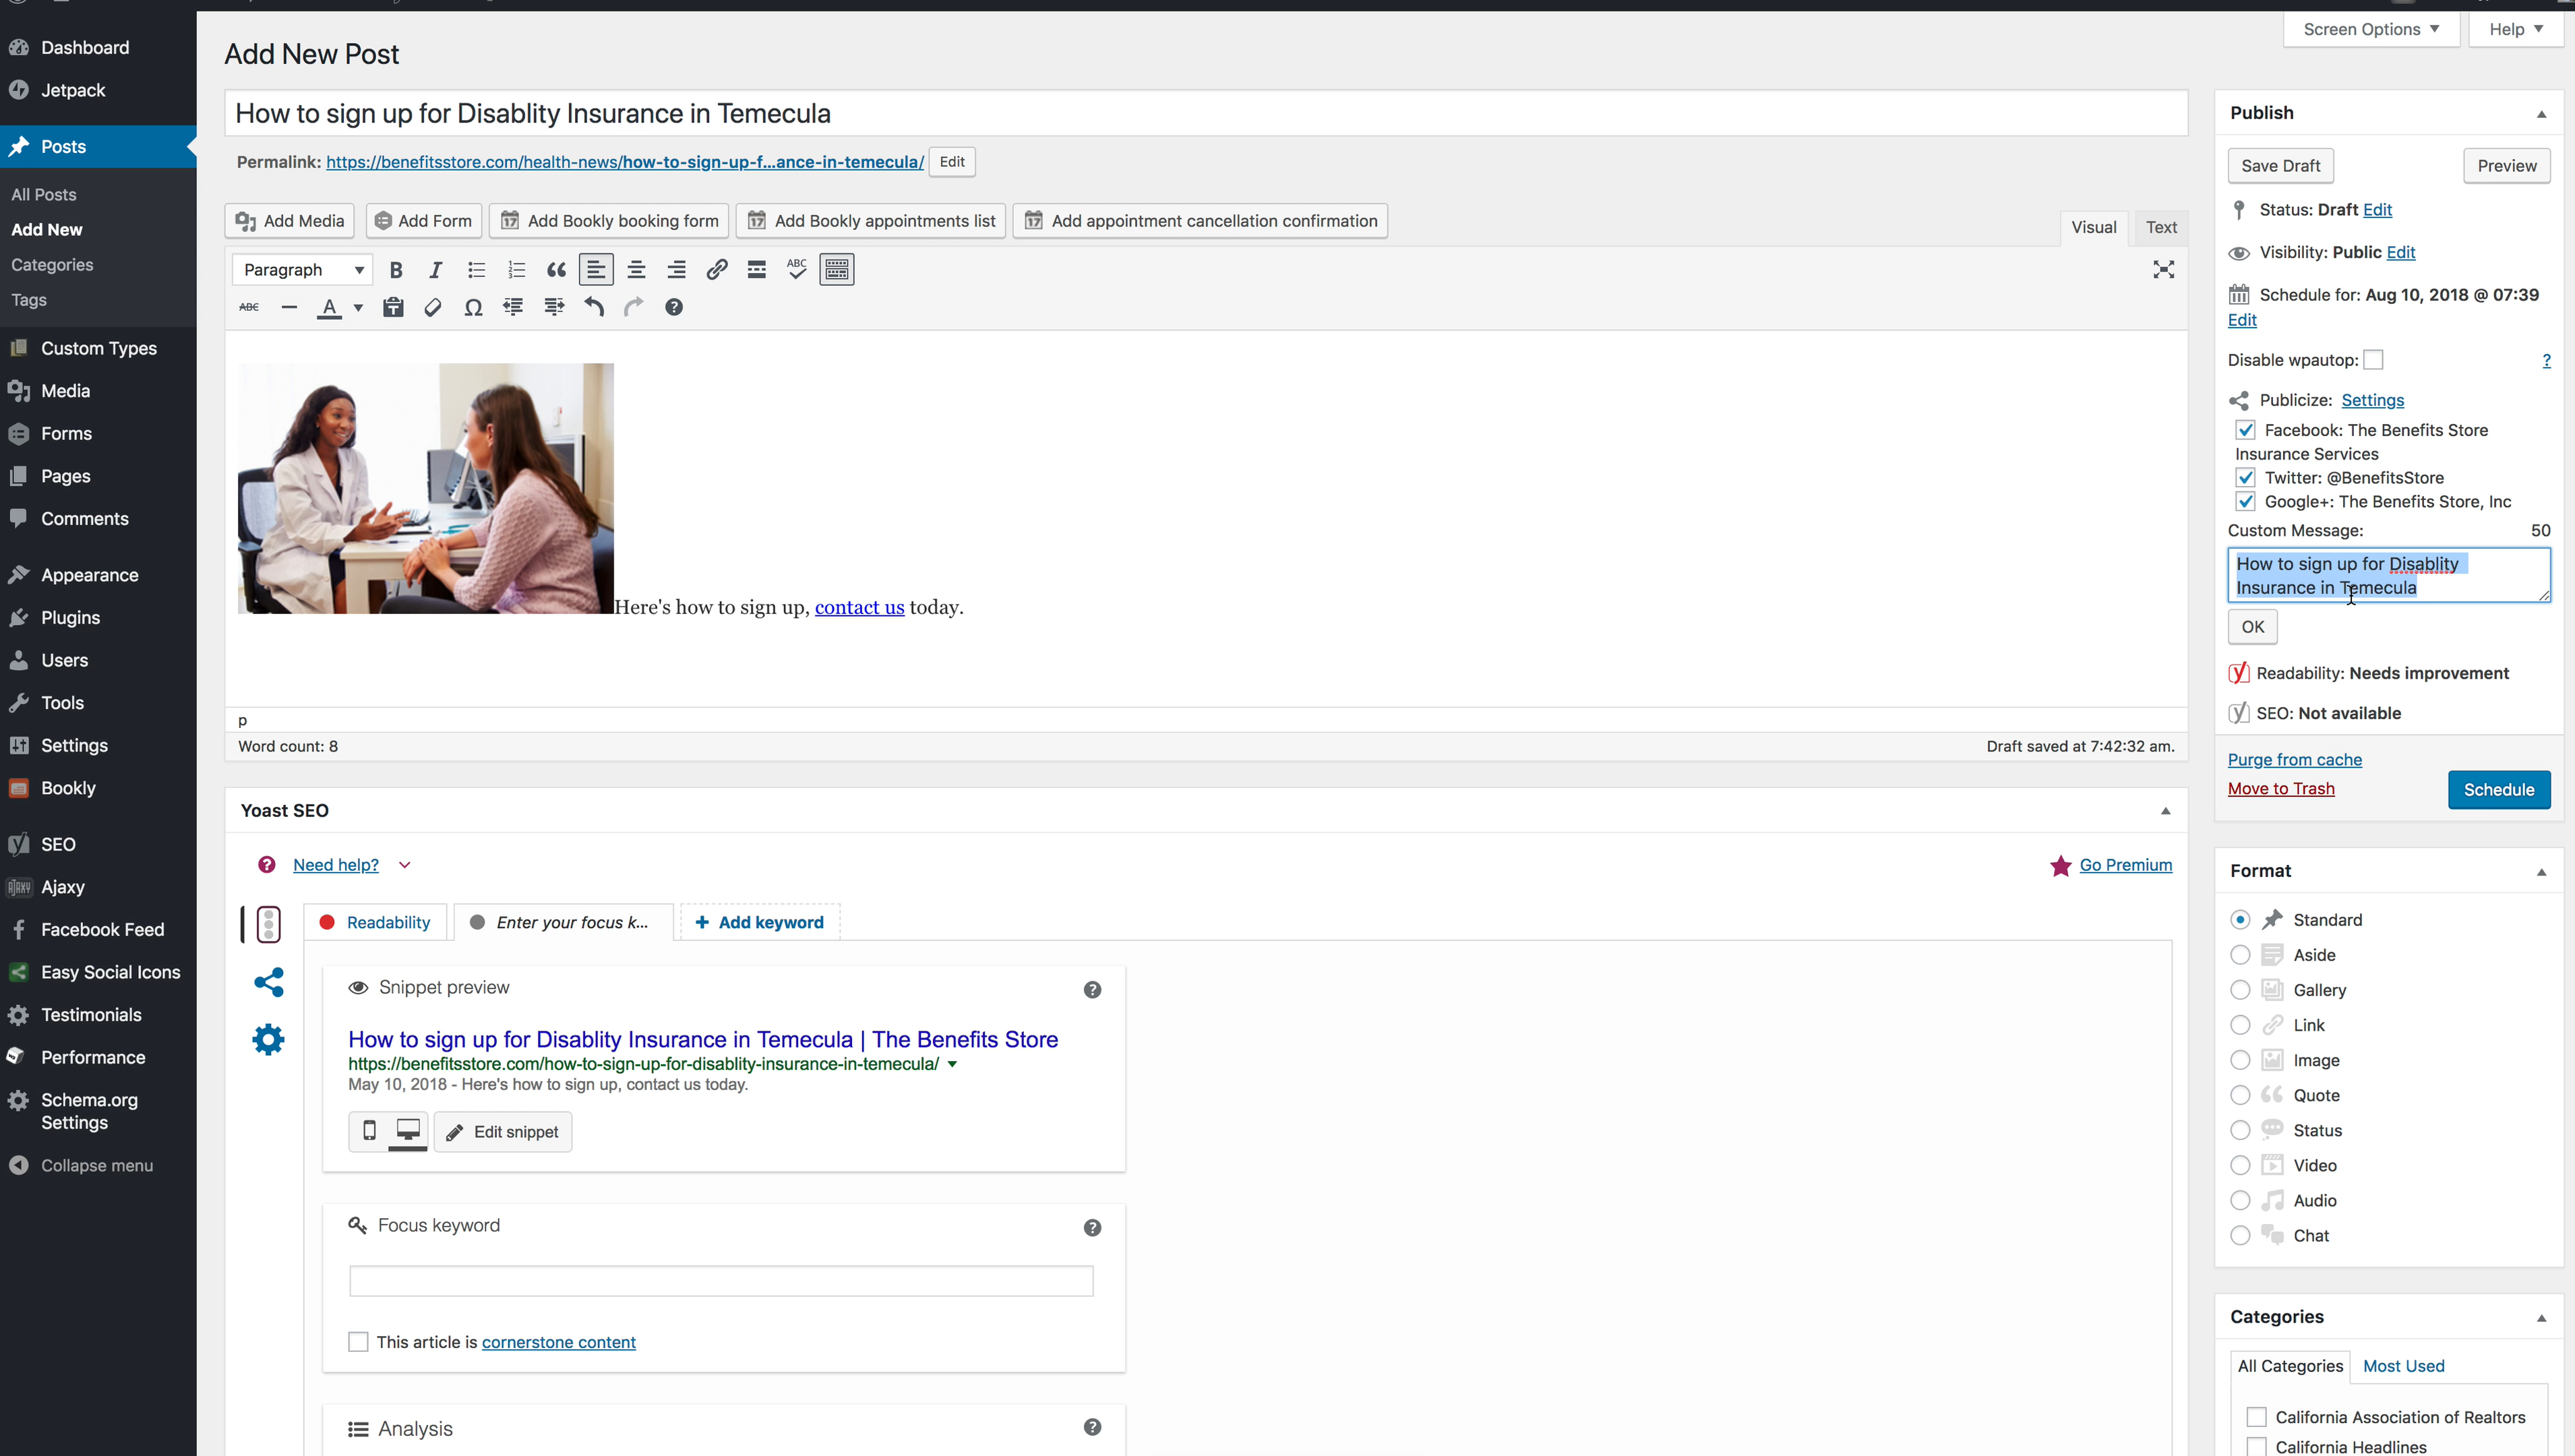 Dashboard
Jetpack
Posts
All Posts
Add New
Categories
Tags
Custom Types
Media
Forms
Pages
Comments
Appearance
Plugins
Users
Tools
Settings
Bookly
SEO
Ajaxy
Facebook Feed
Easy Social Icons
Testimonials
Performance
Schema.org
Settings
Collapse menu
Screen Options
Help
Add New Post
How to sign up for Disablity Insurance in Temecula
Permalink: https://benefitsstore.com/health-news/how-to-sign-up-f...ance-in-temecula/ Edit
Add Media
Add Form
17 Add Bookly booking form
17 Add Bookly appointments list
17 Add appointment cancellation confirmation
Visual
Text
Paragraph
B
I
ABC
ABC
A
T
Ω
Here's how to sign up, contact us today.
p
Word count: 8
Draft saved at 7:42:32 am.
Yoast SEO
Need help?
Go Premium
Readability
Enter your focus k...
+ Add keyword
Snippet preview
How to sign up for Disablity Insurance in Temecula | The Benefits Store
https://benefitsstore.com/how-to-sign-up-for-disablity-insurance-in-temecula/
May 10, 2018 - Here's how to sign up, contact us today.
Edit snippet
Focus keyword
This article is cornerstone content
Analysis
Publish
Save Draft
Preview
Status: Draft Edit
Visibility: Public Edit
Schedule for: Aug 10, 2018 @ 07:39
Edit
Disable wpautop:
?
Publicize: Settings
Facebook: The Benefits Store
Insurance Services
Twitter: @BenefitsStore
Google+: The Benefits Store, Inc
Custom Message:
50
How to sign up for Disablity
Insurance in Temecula
OK
Readability: Needs improvement
SEO: Not available
Purge from cache
Move to Trash
Schedule
Format
Standard
Aside
Gallery
Link
Image
Quote
Status
Video
Audio
Chat
Categories
All Categories
Most Used
California Association of Realtors
California Headlines